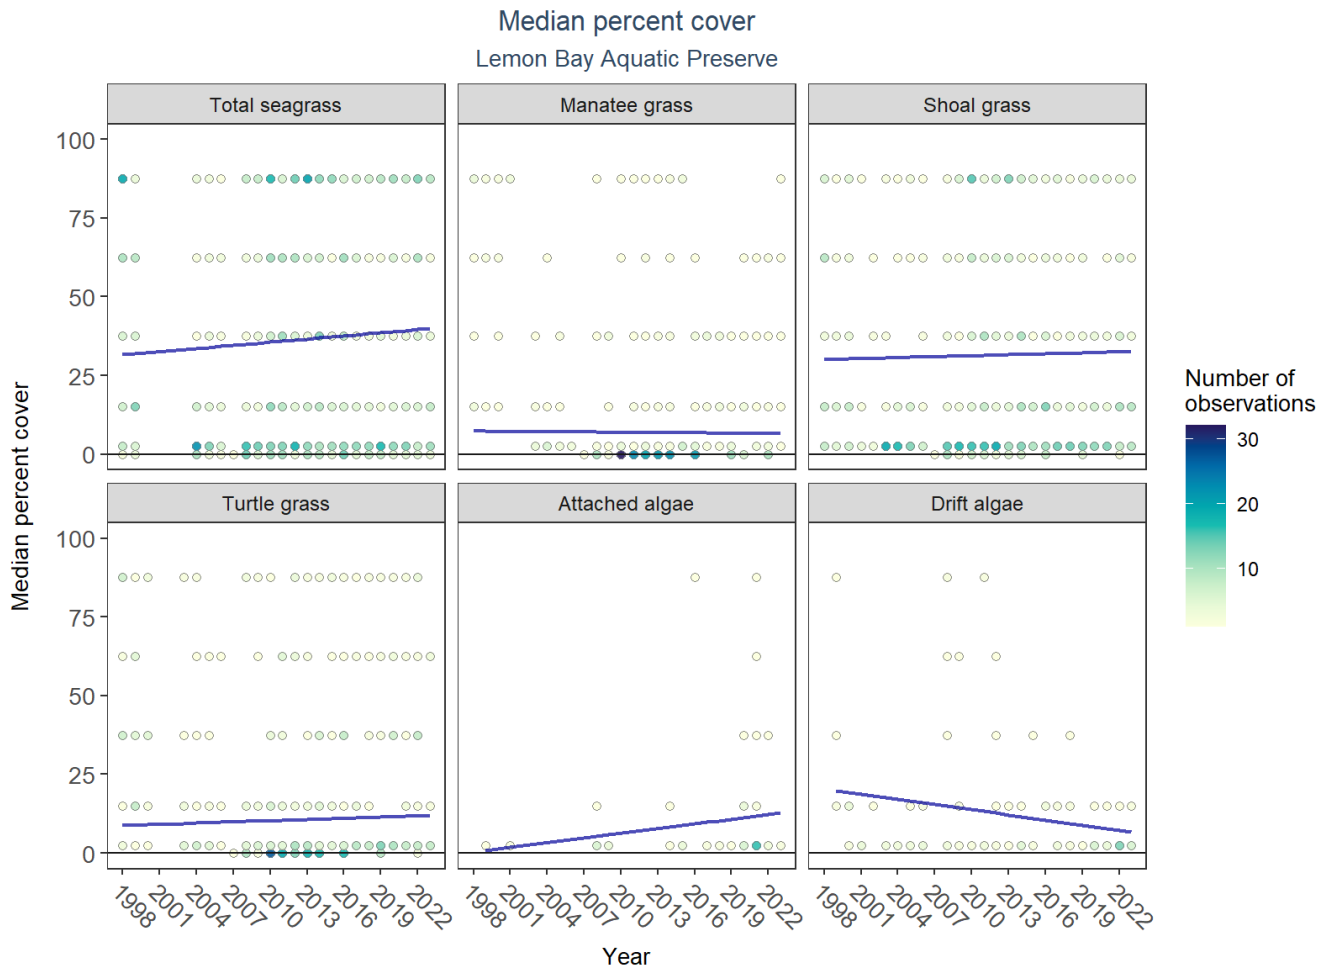 Median percent cover
Lemon Bay Aquatic Preserve
Total seagrass
Manatee grass
Shoal grass
100
75
50
25
0
Turtle grass
Attached algae
Drift algae
100
75
50
25
0
Median percent cover
1998 2001 2004 2007 2010 2013 2016 2019 2022
1998 2001 2004 2007 2010 2013 2016 2019 2022
1998 2001 2004 2007 2010 2013 2016 2019 2022
Year
Number of
observations
30
20
10